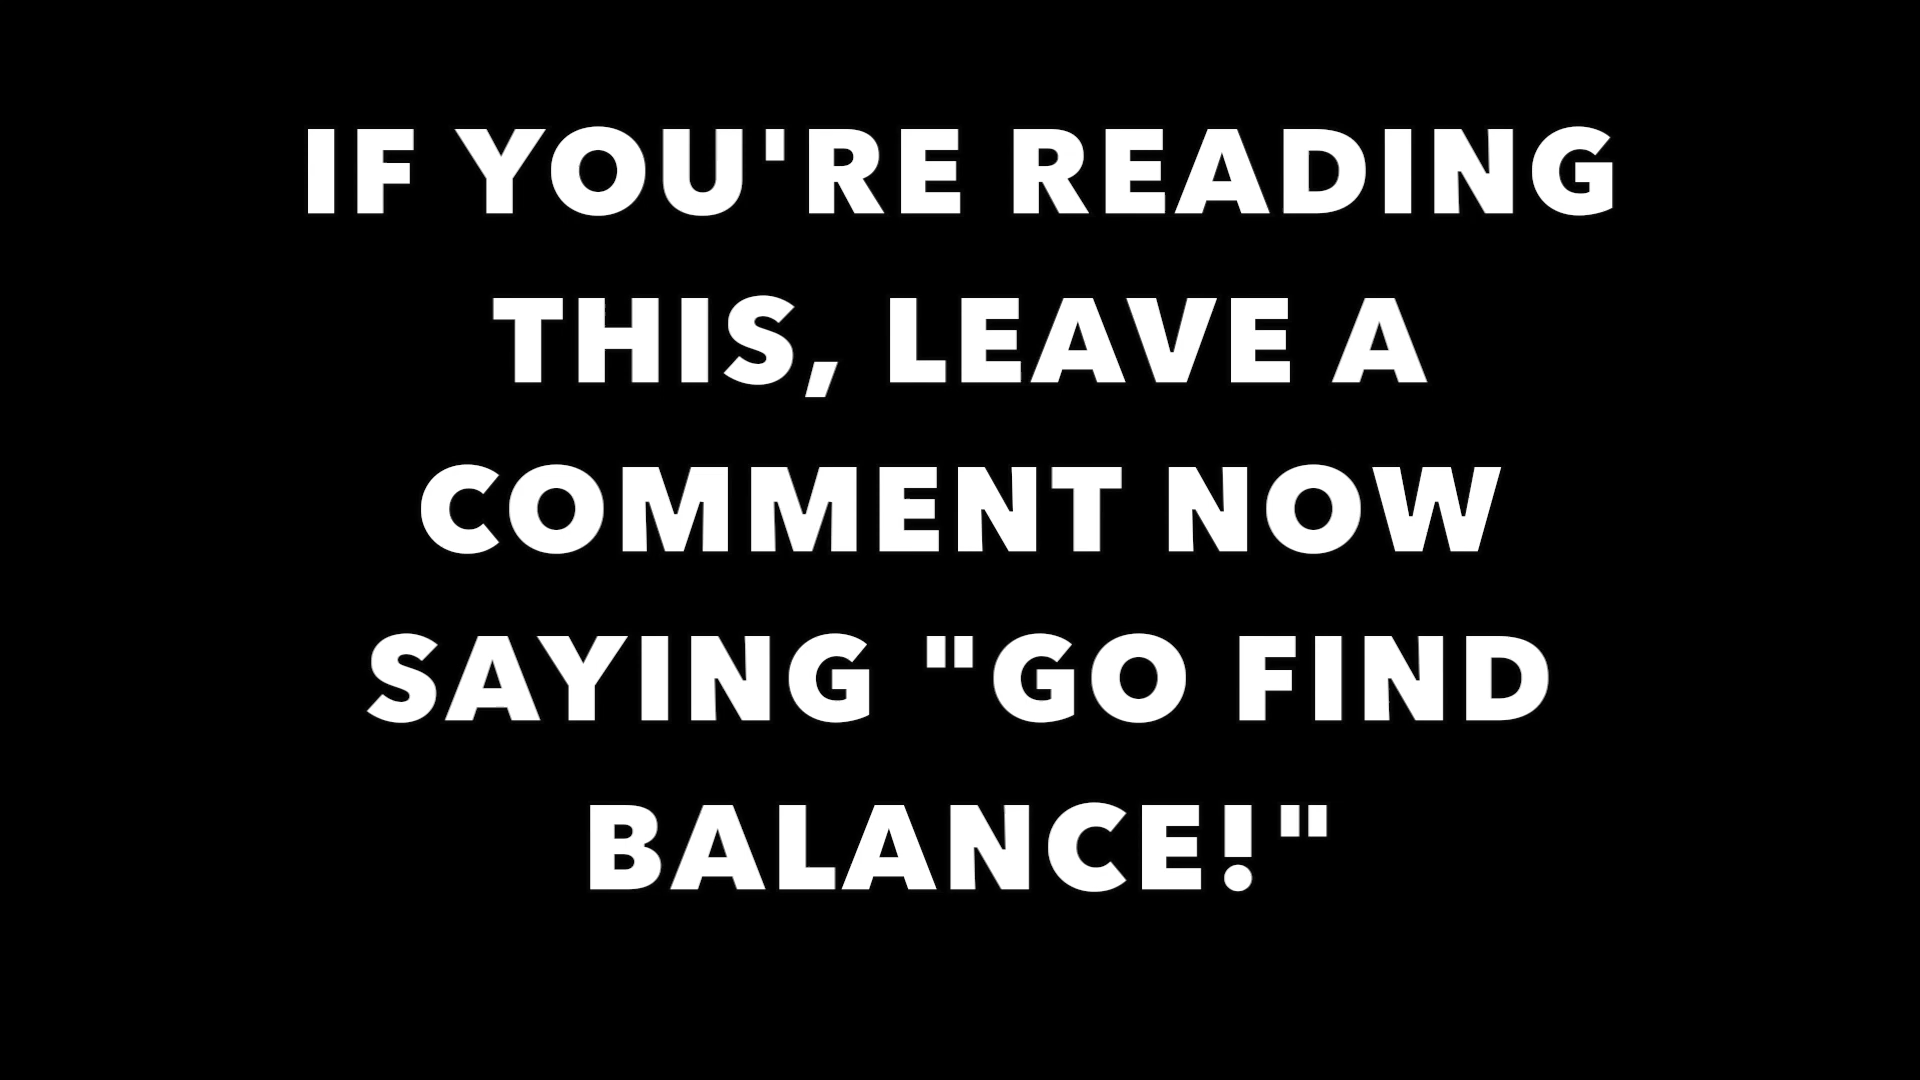 IF YOU'RE READING
THIS, LEAVE A
COMMENT NOW
SAYING "GO FIND
BALANCE!"